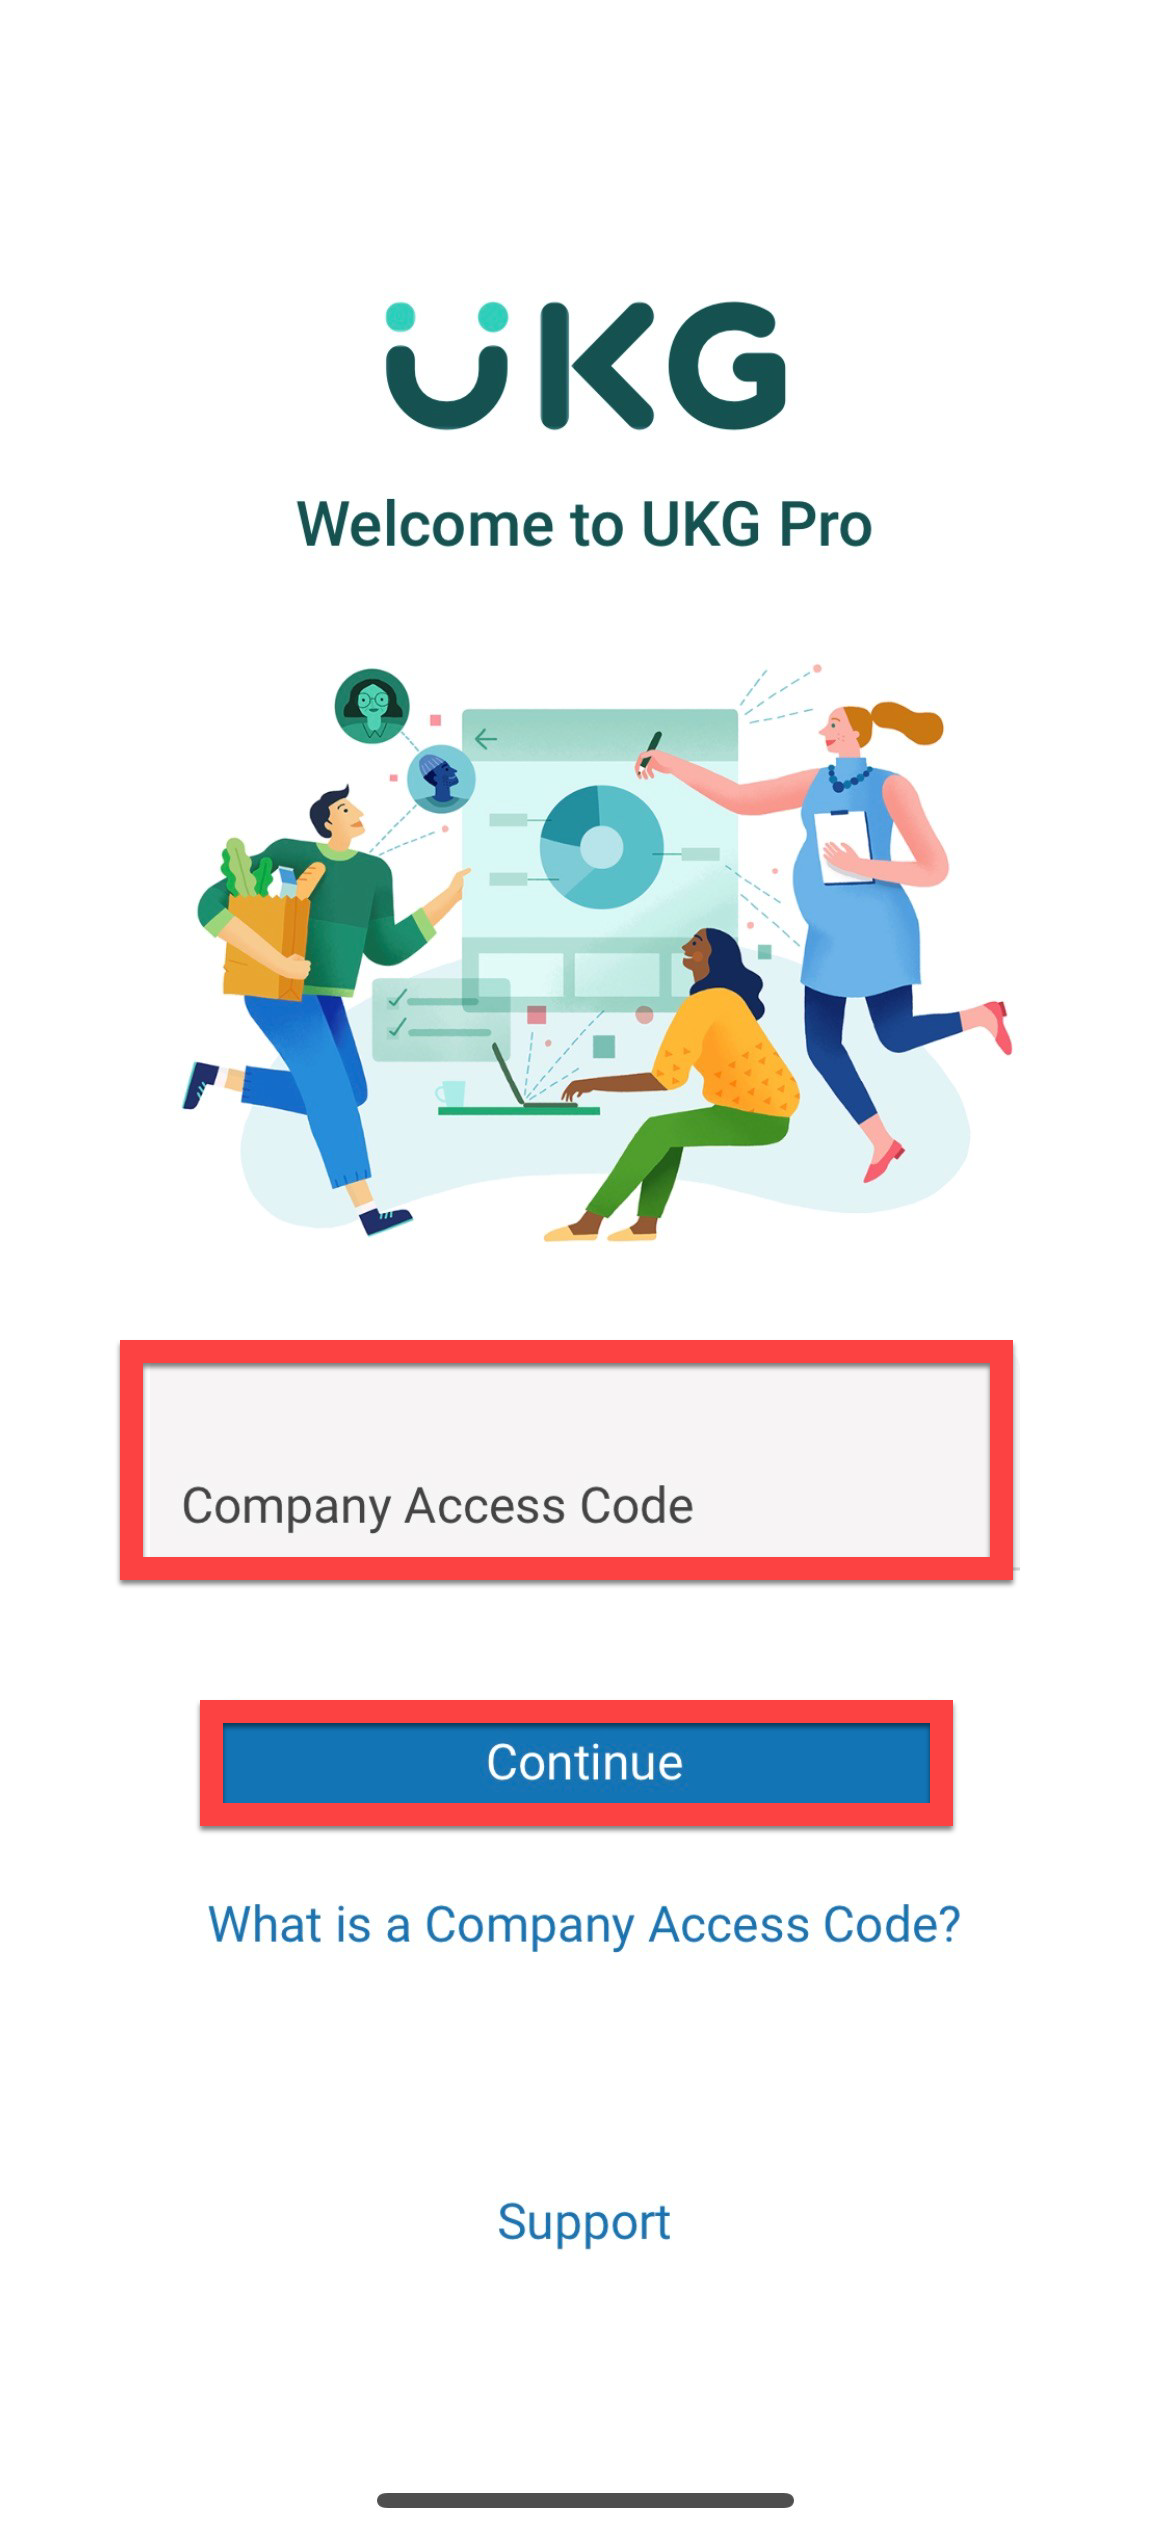 UKG
Welcome to UKG Pro
Company Access Code
Continue
What is a Company Access Code?
Support